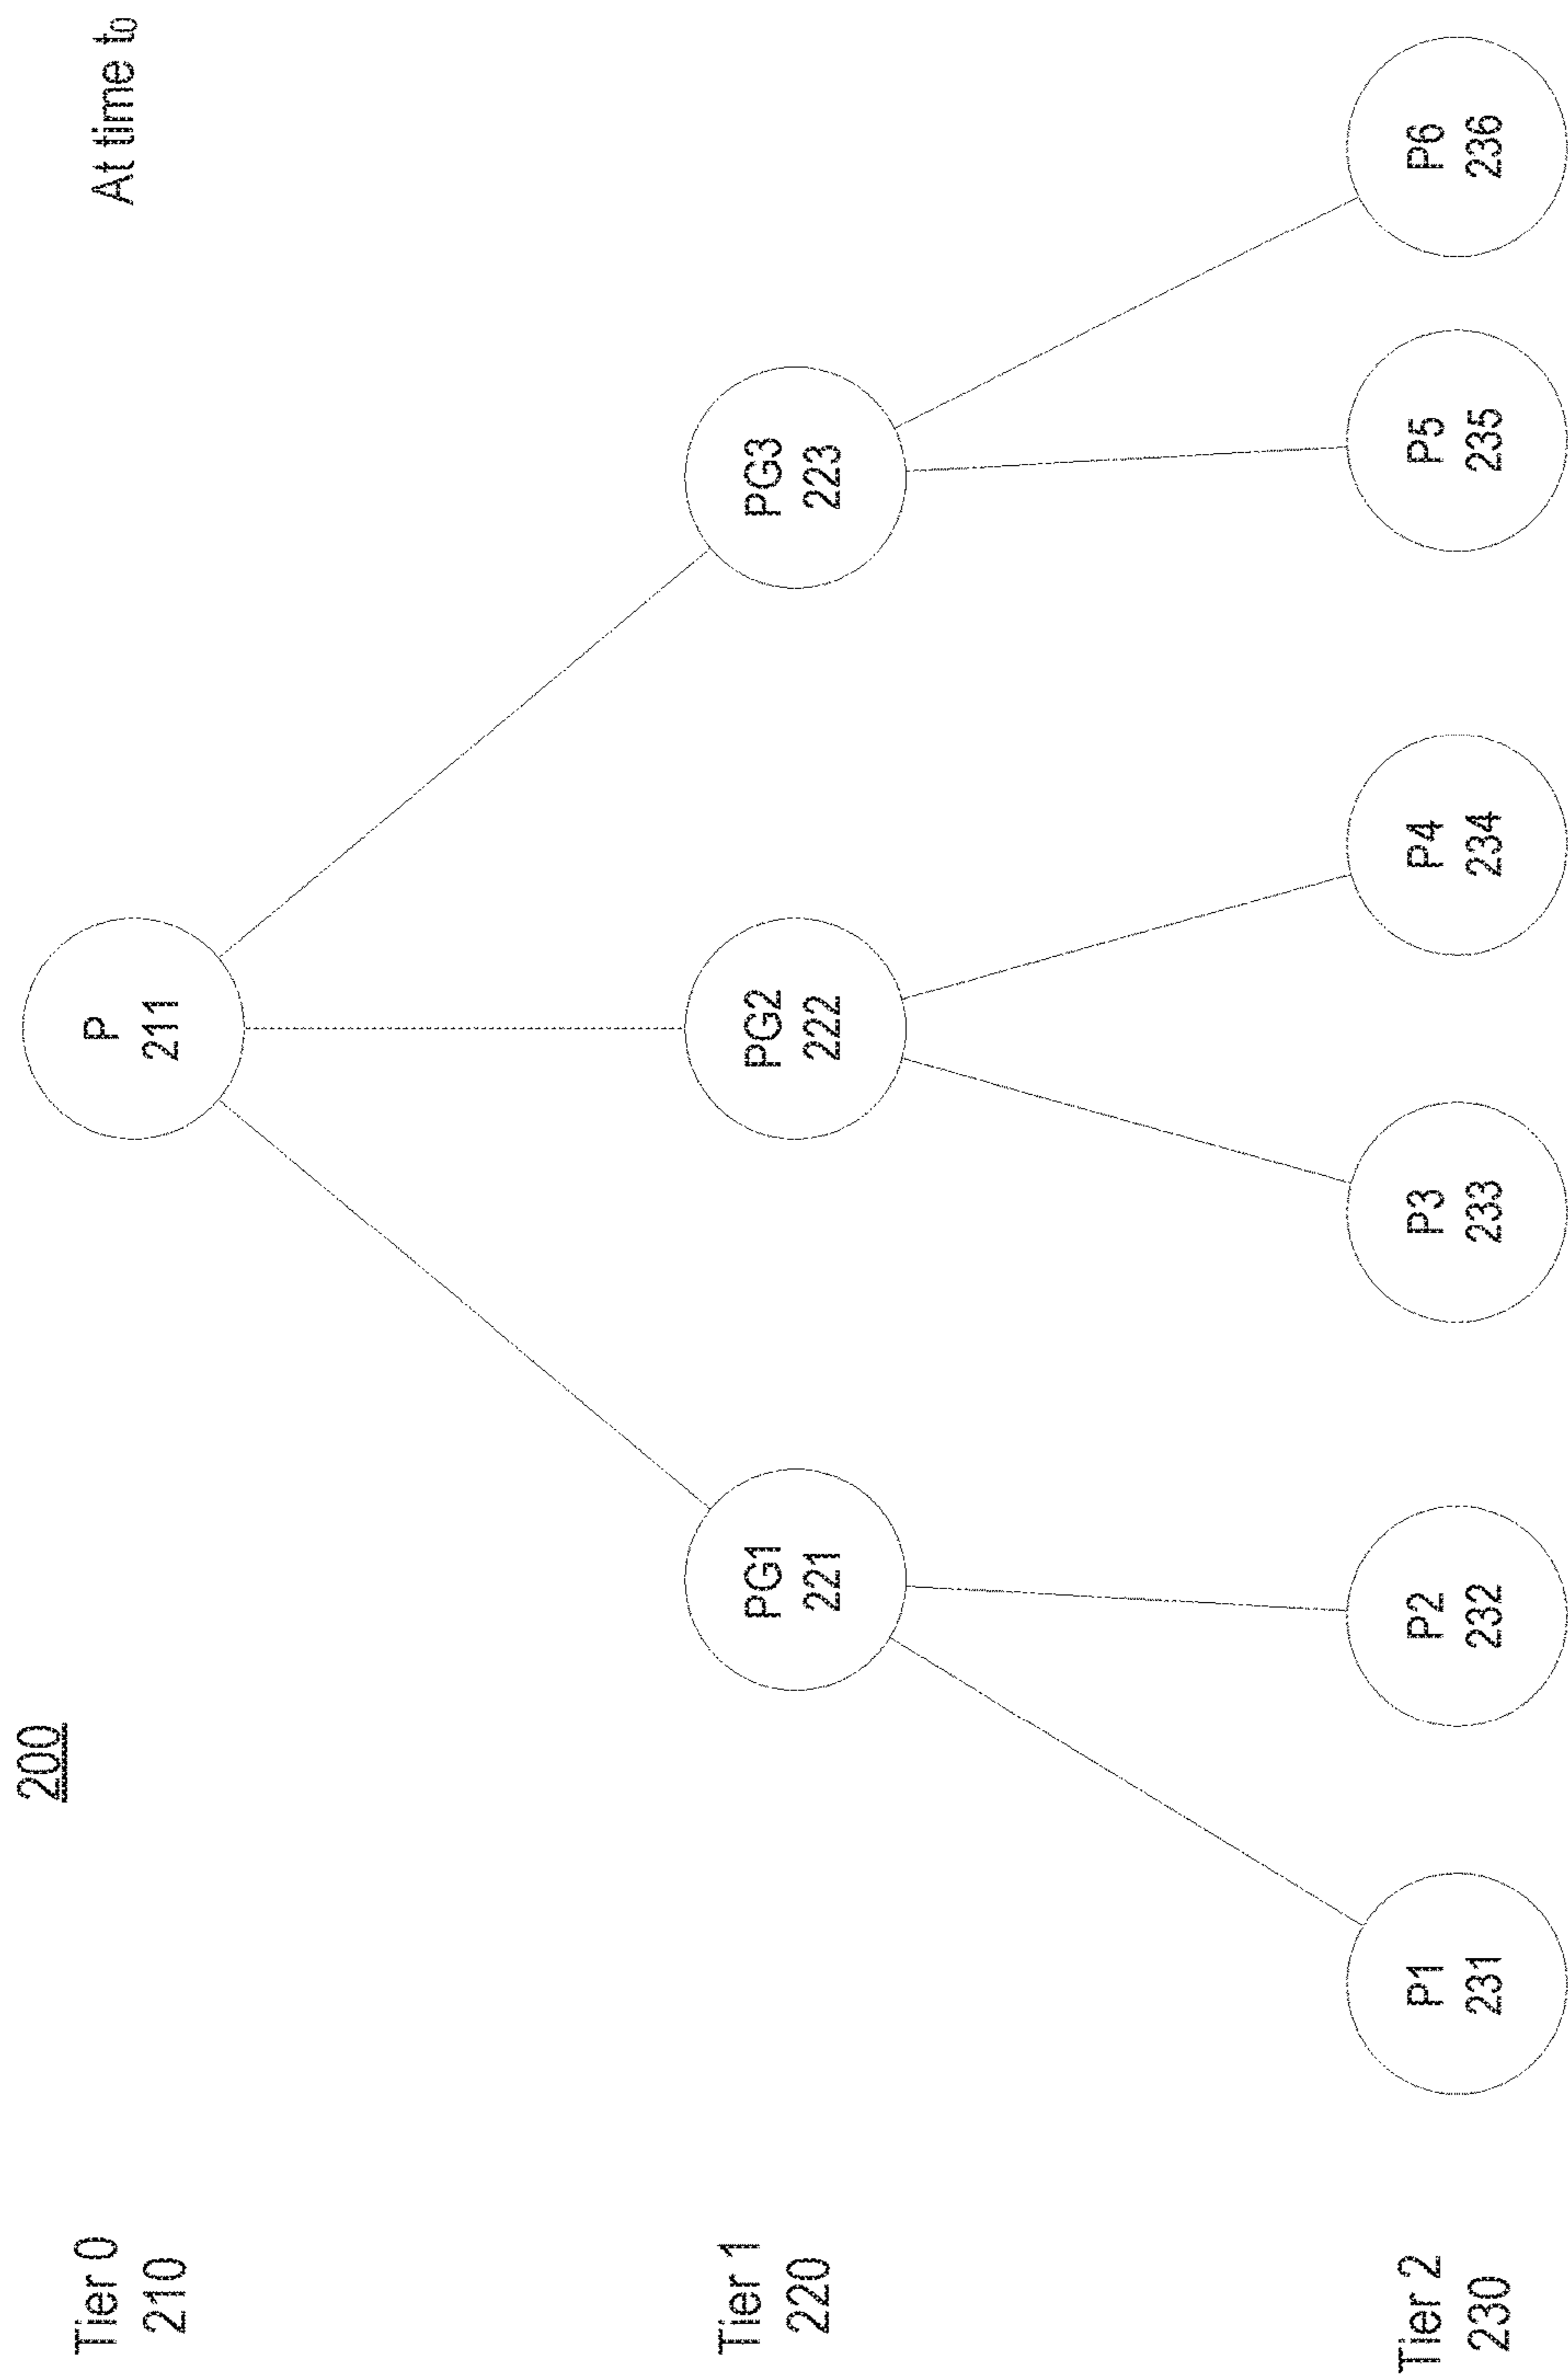 200
At time t0
Tier 0
210
P
211
Tier 1
220
PG1
221
PG2
222
PG3
223
Tier 2
230
P1
231
P2
232
P3
233
P4
234
P5
235
P6
236